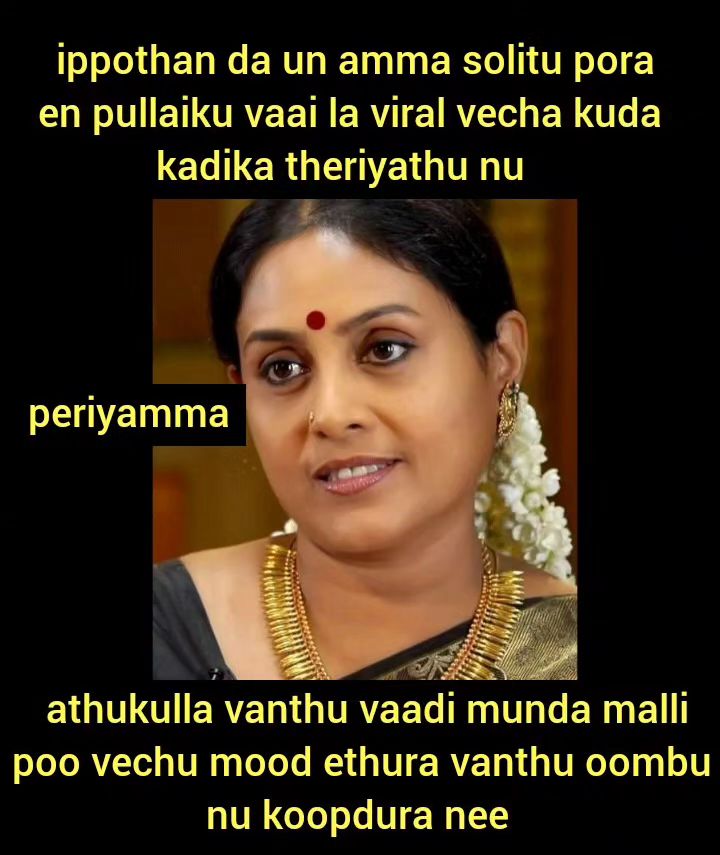 ippothan da un amma solitu pora
en pullaiku vaai la viral vecha kuda
kadika theriyathu nu
periyamma
athukulla vanthu vaadi munda malli
poo vechu mood ethura vanthu oombu
nu koopdura nee